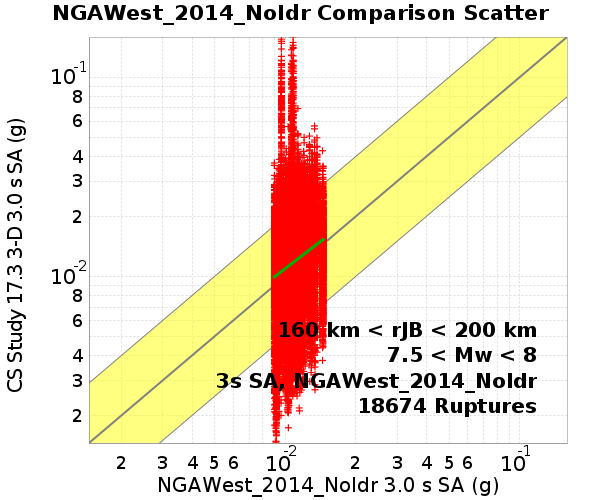 NGAWest_2014_NoIdr Comparison Scatter
CS Study 17.3 3-D 3.0 s SA (g)
10-1
8
6
4
3
2
10-2
8
6
4
3
2
160 km < rJB < 200 km
7.5 < Mw < 8
3s SA, NGAWest_2014_NoIdr
18674 Ruptures
2 3 4 5 6 10-2 2 3 4 5 6 10-1
NGAWest_2014_NoIdr 3.0 s SA (g)